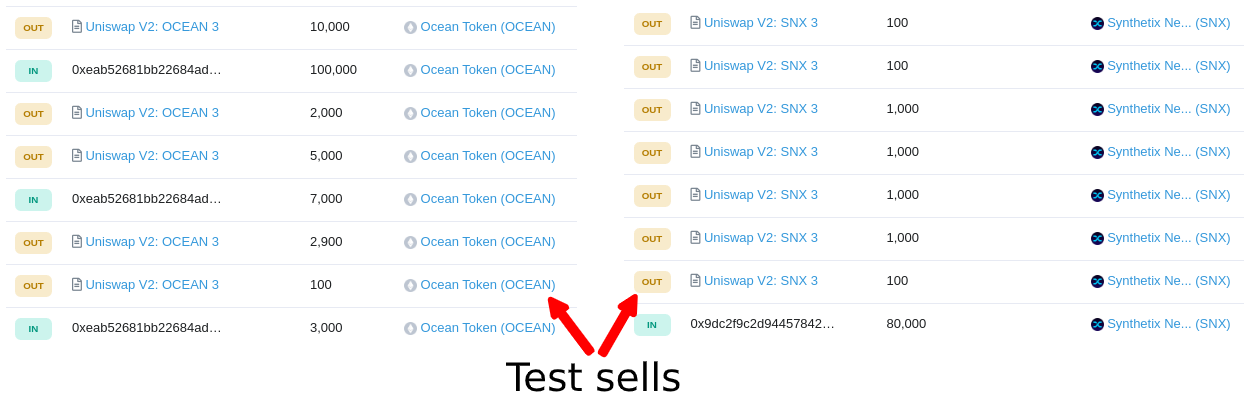 OUT Uniswap V2: OCEAN 3 10,000 Ocean Token (OCEAN)
IN 0xeab52681bb22684ad… 100,000 Ocean Token (OCEAN)
OUT Uniswap V2: OCEAN 3 2,000 Ocean Token (OCEAN)
OUT Uniswap V2: OCEAN 3 5,000 Ocean Token (OCEAN)
IN 0xeab52681bb22684ad… 7,000 Ocean Token (OCEAN)
OUT Uniswap V2: OCEAN 3 2,900 Ocean Token (OCEAN)
OUT Uniswap V2: OCEAN 3 100 Ocean Token (OCEAN)
IN 0xeab52681bb22684ad… 3,000 Ocean Token (OCEAN)
OUT Uniswap V2: SNX 3 100 Synthetix Ne... (SNX)
OUT Uniswap V2: SNX 3 100 Synthetix Ne... (SNX)
OUT Uniswap V2: SNX 3 1,000 Synthetix Ne... (SNX)
OUT Uniswap V2: SNX 3 1,000 Synthetix Ne... (SNX)
OUT Uniswap V2: SNX 3 1,000 Synthetix Ne... (SNX)
OUT Uniswap V2: SNX 3 1,000 Synthetix Ne... (SNX)
OUT Uniswap V2: SNX 3 100 Synthetix Ne... (SNX)
IN 0x9dc2f9c2d94457842… 80,000 Synthetix Ne... (SNX)
Test sells